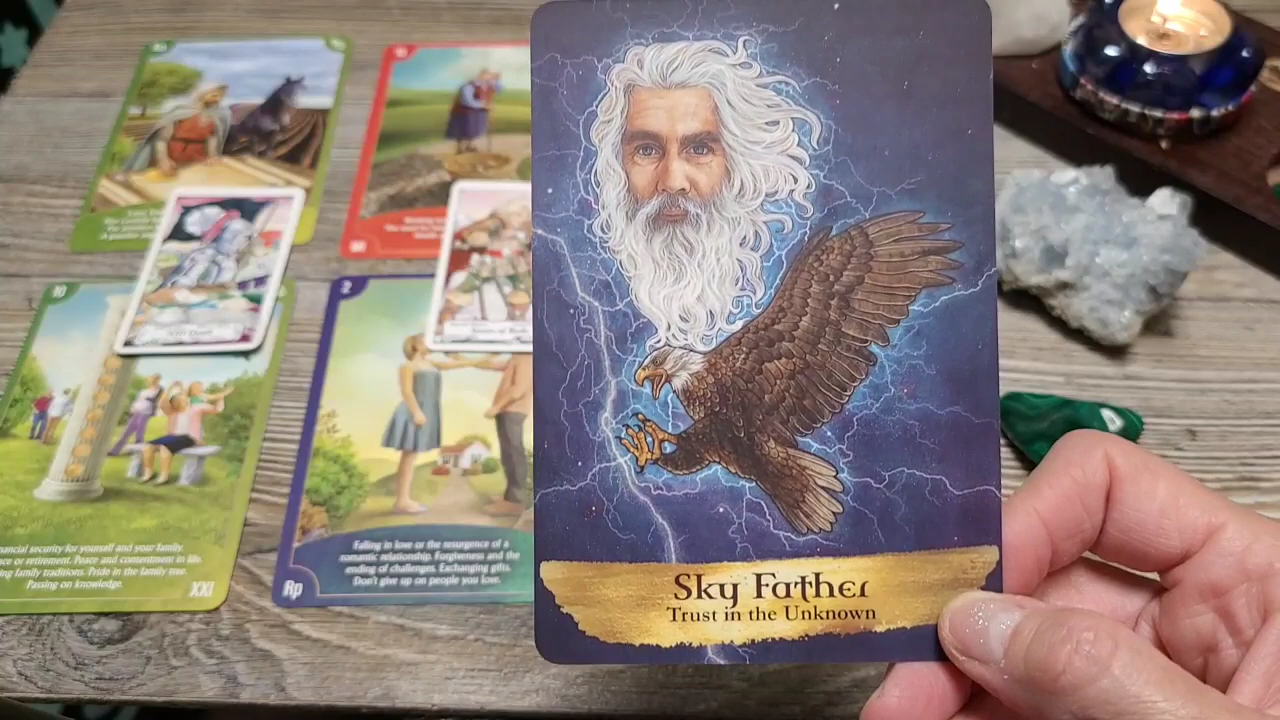 Sky Father
Trust in the Unknown
10
2
nancial security for yourself and your family.
ce or retirement. Peace and contentment in life.
ing family traditions. Pride in the family tree.
Passing on knowledge.
XXI
Falling in love or the resurgence of a
romantic relationship. Forgiveness and the
ending of challenges. Exchanging gifts.
Don't give up on people you love.
Rp